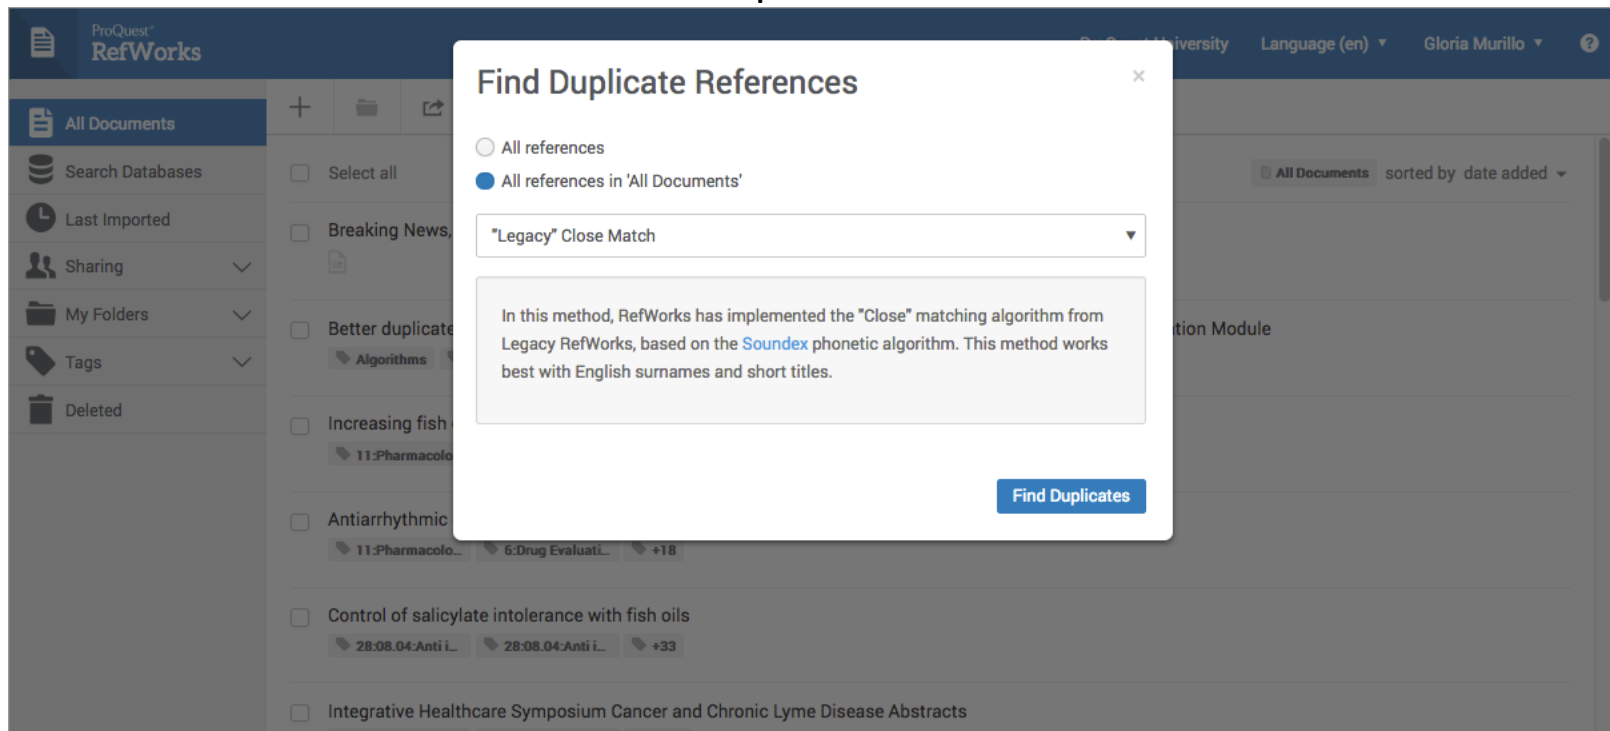 ProQuest
RefWorks
iversity Language (en) Gloria Murillo
Find Duplicate References
All references
All references in 'All Documents'
"Legacy" Close Match
In this method, RefWorks has implemented the "Close" matching algorithm from
Legacy RefWorks, based on the Soundex phonetic algorithm. This method works
best with English surnames and short titles.
Find Duplicates
All Documents
Search Databases
Last Imported
Sharing
My Folders
Tags
Deleted
Select all
All Documents sorted by date added
Breaking News,
Better duplicate
tion Module
Algorithms
Increasing fish
11:Pharmacolo
Antiarrhythmic
11:Pharmacolo... 6:Drug Evaluati... +18
Control of salicylate intolerance with fish oils
28:08.04:Anti i... 28:08.04:Anti i... +33
Integrative Healthcare Symposium Cancer and Chronic Lyme Disease Abstracts